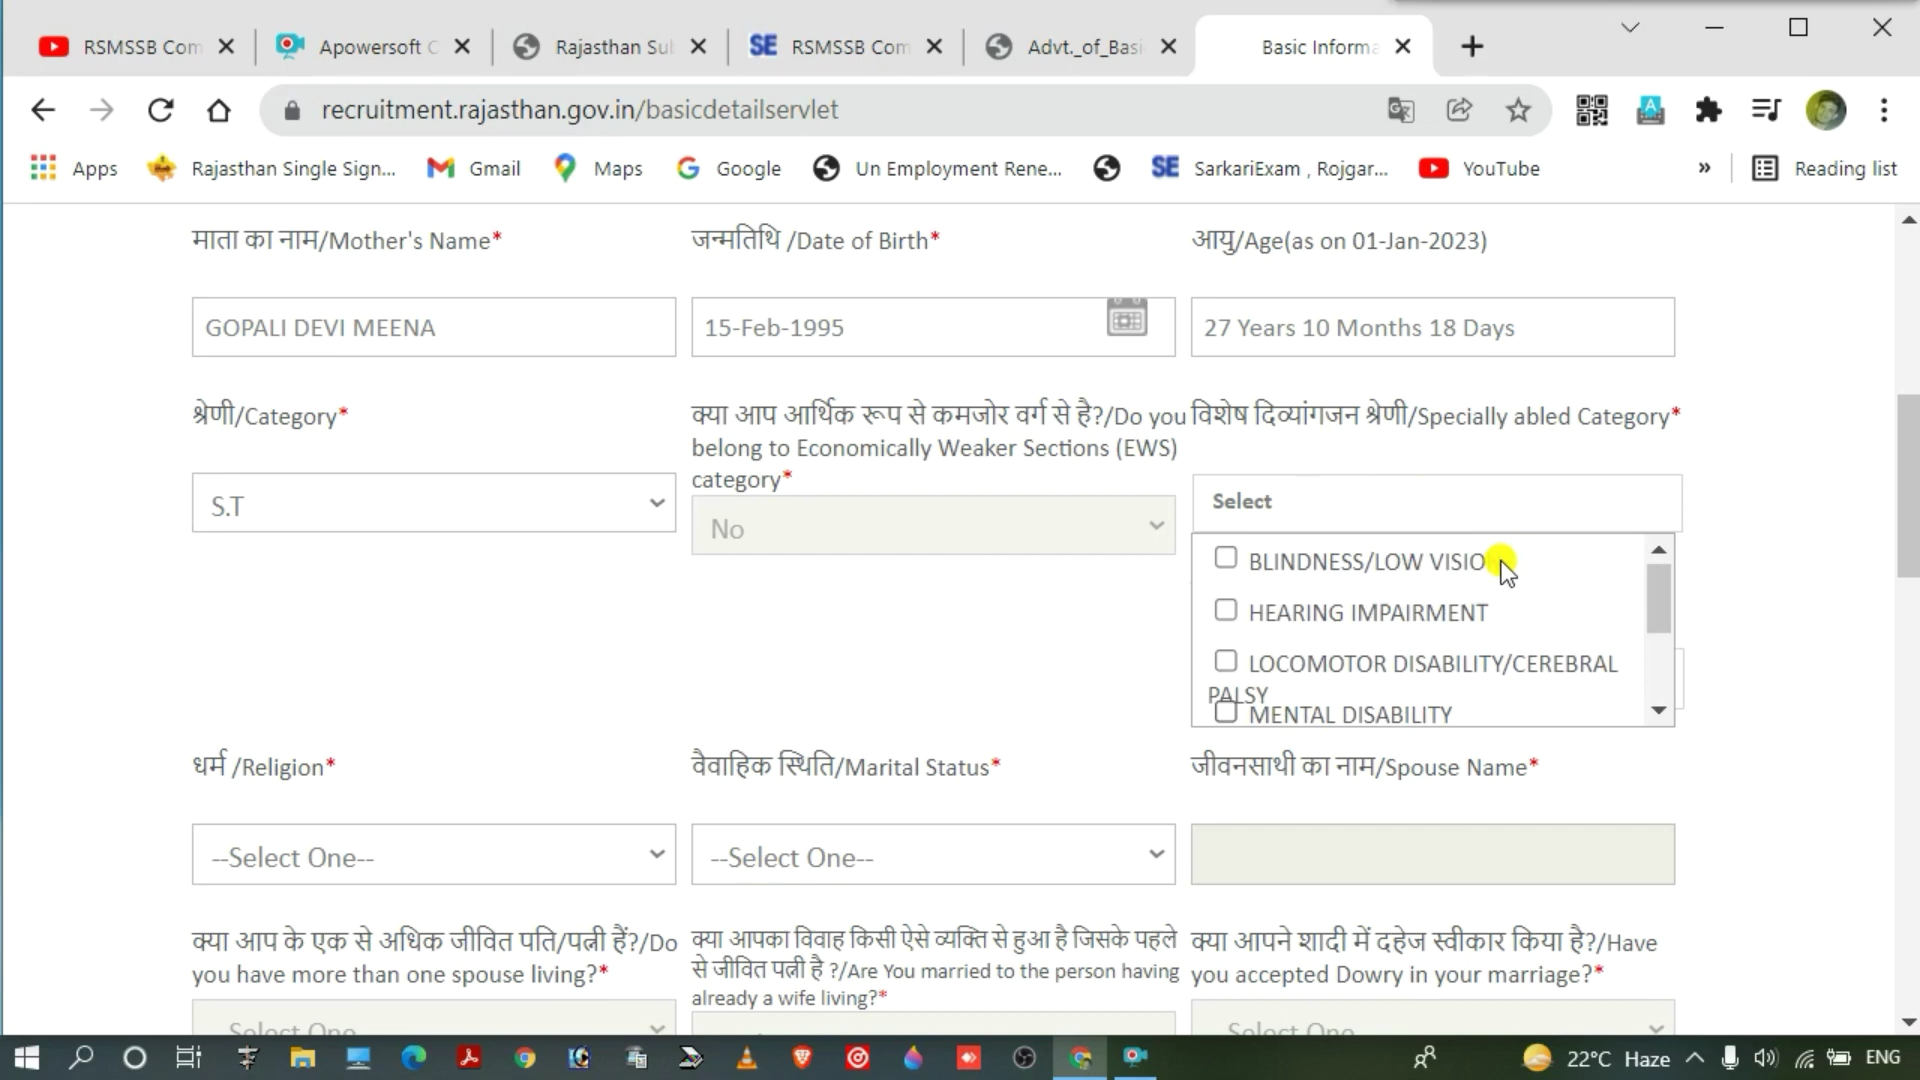 RSMSSB Com
Apowersoft C
Rajasthan Sul
SE RSMSSB Com
Advt._of_Basi
Basic Informa
recruitment.rajasthan.gov.in/basicdetailservlet
Apps
Rajasthan Single Sign...
Gmail
Maps
Google
Un Employment Rene...
SE SarkariExam , Rojgar...
YouTube
»
Reading list
माता का नाम/Mother's Name*
जन्मतिथि /Date of Birth*
आयु/Age(as on 01-Jan-2023)
GOPALI DEVI MEENA
15-Feb-1995
27 Years 10 Months 18 Days
श्रेणी/Category*
क्या आप आर्थिक रूप से कमजोर वर्ग से है?/Do you
belong to Economically Weaker Sections (EWS)
category*
विशेष दिव्यांगजन श्रेणी/Specially abled Category*
S.T
No
Select
BLINDNESS/LOW VISIO
HEARING IMPAIRMENT
LOCOMOTOR DISABILITY/CEREBRAL
PALSY
MENTAL DISABILITY
धर्म /Religion*
वैवाहिक स्थिति/Marital Status*
जीवनसाथी का नाम/Spouse Name*
--Select One--
--Select One--
क्या आप के एक से अधिक जीवित पति/पत्नी हैं?/Do
you have more than one spouse living?*
क्या आपका विवाह किसी ऐसे व्यक्ति से हुआ है जिसके पहले
से जीवित पत्नी है ?/Are You married to the person having
already a wife living?*
क्या आपने शादी में दहेज स्वीकार किया है?/Have
you accepted Dowry in your marriage?*
Select One
Select One
22°C Haze
ENG